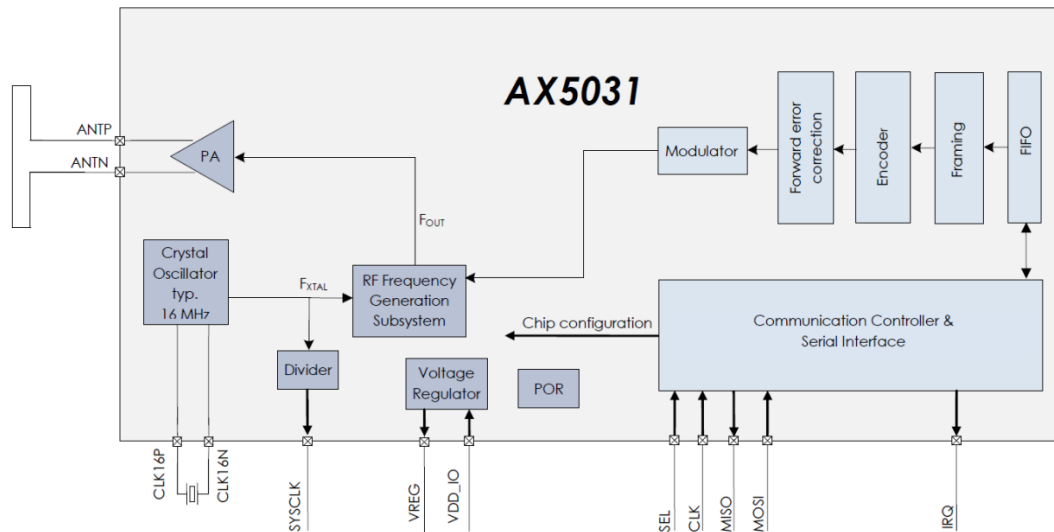 AX5031
ANTP
ANTN
PA
Modulator
Forward error
correction
Encoder
Framing
FIFO
FOUT
Crystal
Oscillator
typ.
16 MHz
FXTAL
RF Frequency
Generation
Subsystem
Communication Controller &
Serial Interface
Chip configuration
Divider
Voltage
Regulator
POR
CLK16P
CLK16N
SYSCLK
VREG
VDD_IO
SEL
CLK
MISO
MOSI
IRQ